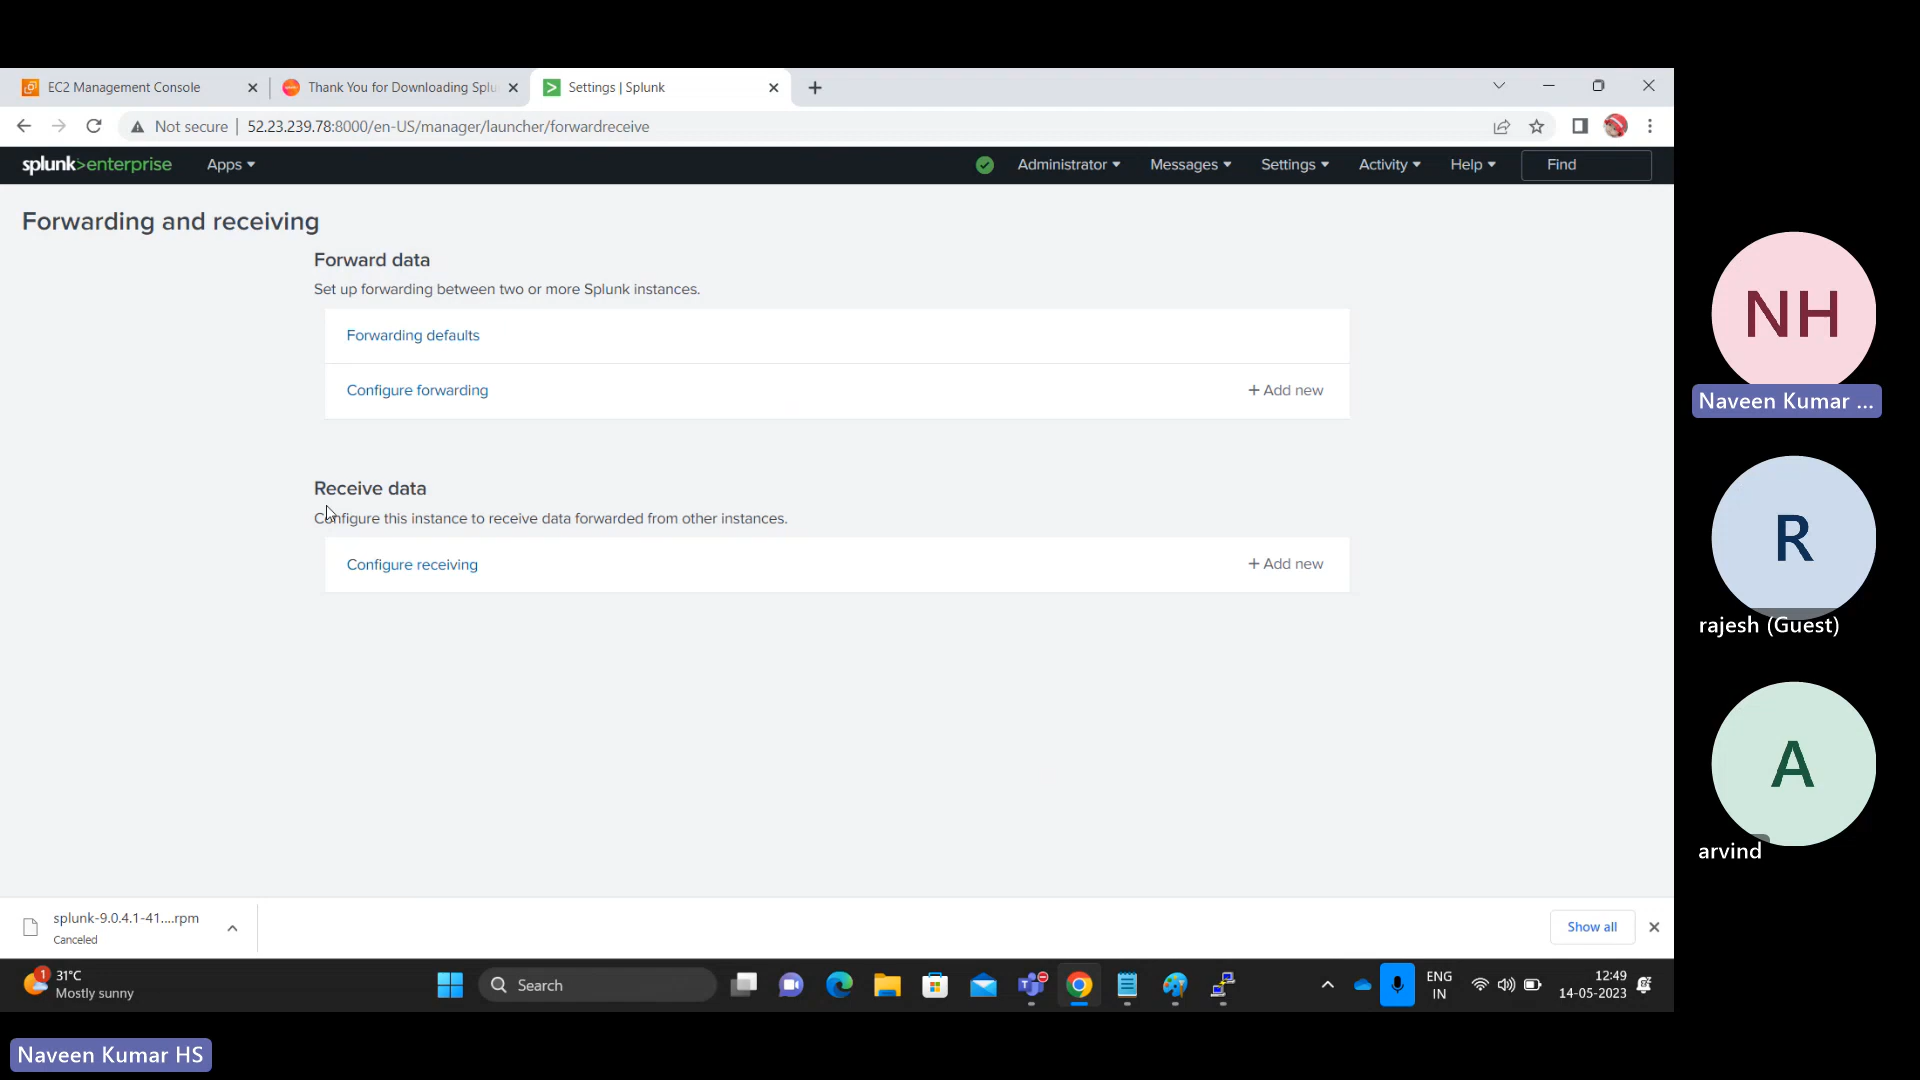 EC2 Management Console
Thank You for Downloading Splu
Settings | Splunk
Not secure
52.23.239.78:8000/en-US/manager/launcher/forwardreceive
splunk>enterprise
Apps
Administrator
Messages
Settings
Activity
Help
Find
Forwarding and receiving
Forward data
Set up forwarding between two or more Splunk instances.
Forwarding defaults
Configure forwarding
+ Add new
Receive data
Configure this instance to receive data forwarded from other instances.
Configure receiving
+ Add new
NH
Naveen Kumar ...
R
rajesh (Guest)
A
arvind
splunk-9.0.4.1-41....rpm
Canceled
Show all
1
31°C
Mostly sunny
Search
ENG
IN
12:49
14-05-2023
Naveen Kumar HS